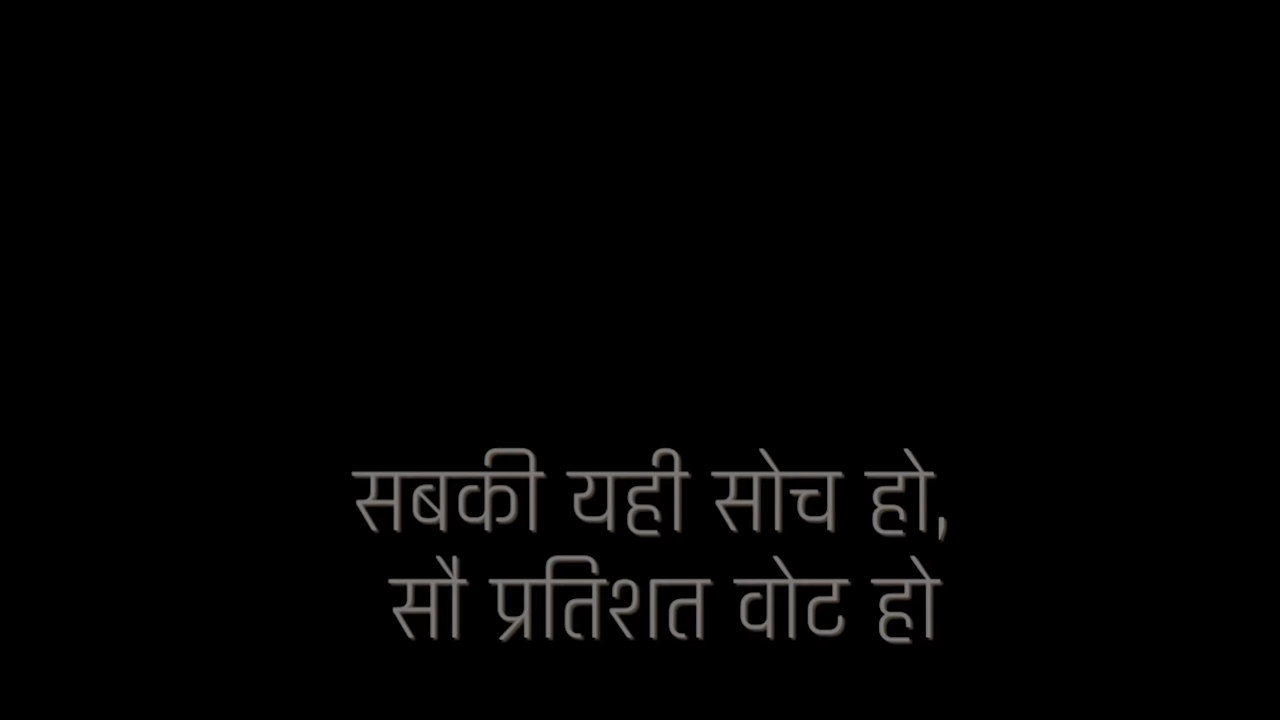 सबकी यही सोच हो,
सौ प्रतिशत वोट हो